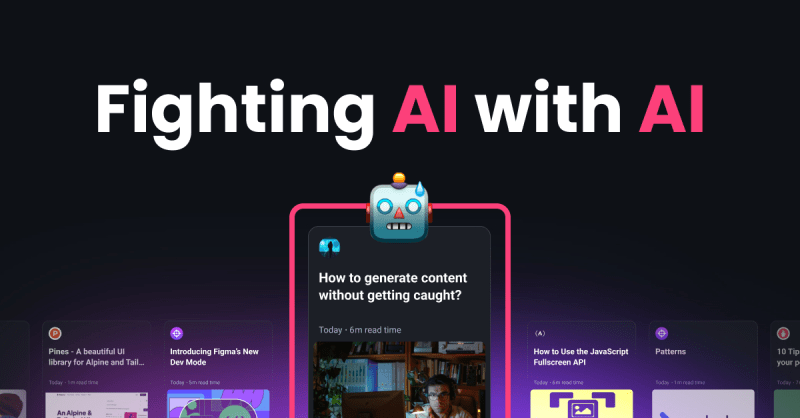 Fighting AI with AI
How to generate content
without getting caught?
Today • 6m read time
Pines - A beautiful UI
library for Alpine and Tail...
Today • 1m read time
Introducing Figma's New
Dev Mode
Today • 5m read time
How to Use the JavaScript
Fullscreen API
Today • 4m read time
Patterns
Today • 1m read time
10 Tip
your p
Today •
An Alpine &